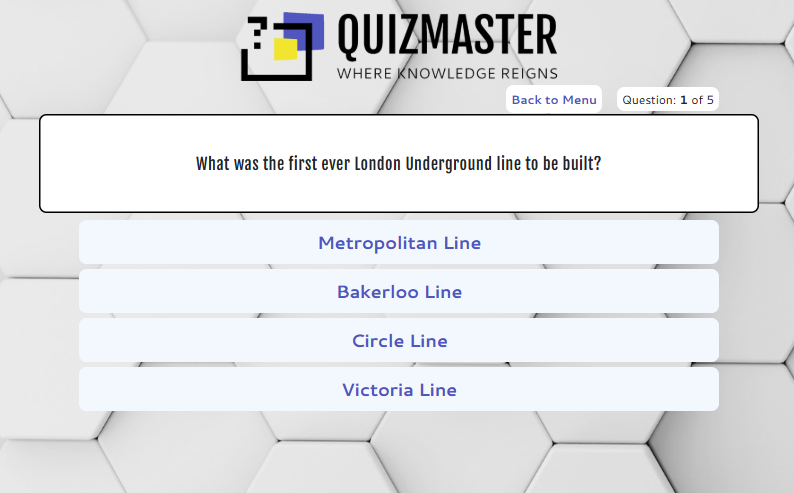 QUIZMASTER
WHERE KNOWLEDGE REIGNS
Back to Menu
Question: 1 of 5
What was the first ever London Underground line to be built?
Metropolitan Line
Bakerloo Line
Circle Line
Victoria Line